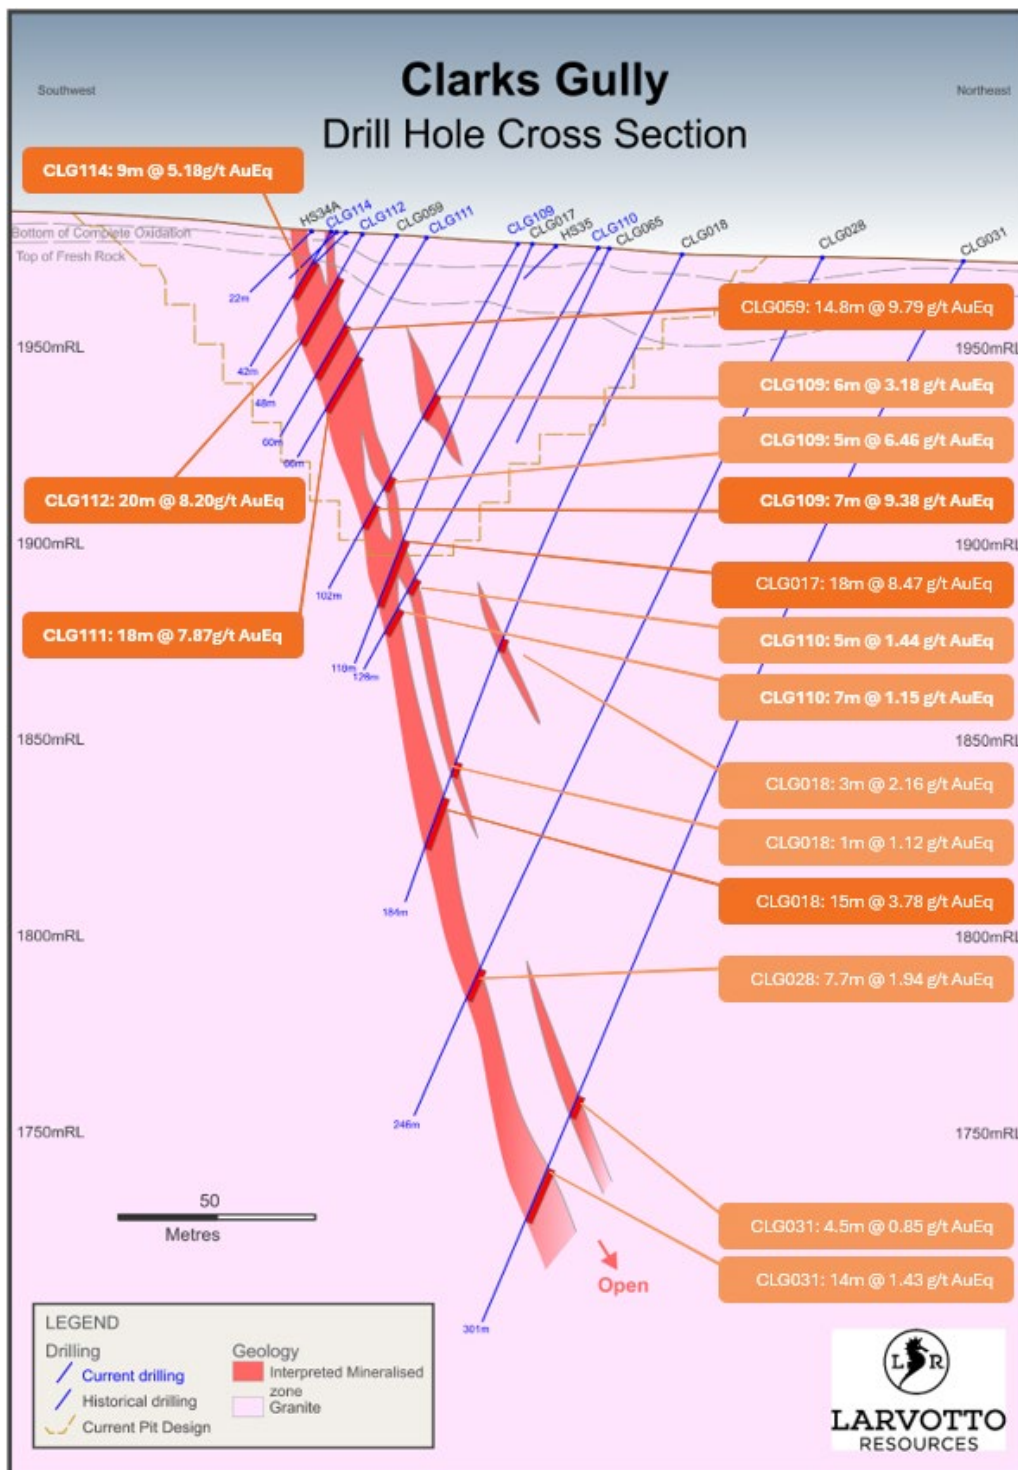 Clarks Gully
Drill Hole Cross Section
Southwest
Northeast
CLG114: 9m @ 5.18g/t AuEq
HS34A
CLG114
CLG112
CLG059
CLG111
CLG109
CLG017
HS35
CLG110
CLG065
CLG018
CLG028
CLG031
Bottom of Complete Oxidation
Top of Fresh Rock
22m
CLG059: 14.8m @ 9.79 g/t AuEq
1950mRL
1950mRL
42m
CLG109: 6m @ 3.18 g/t AuEq
48m
60m
CLG109: 5m @ 6.46 g/t AuEq
66m
CLG112: 20m @ 8.20g/t AuEq
CLG109: 7m @ 9.38 g/t AuEq
1900mRL
1900mRL
CLG017: 18m @ 8.47 g/t AuEq
102m
CLG111: 18m @ 7.87g/t AuEq
CLG110: 5m @ 1.44 g/t AuEq
126m
CLG110: 7m @ 1.15 g/t AuEq
1850mRL
1850mRL
CLG018: 3m @ 2.16 g/t AuEq
CLG018: 1m @ 1.12 g/t AuEq
CLG018: 15m @ 3.78 g/t AuEq
184m
1800mRL
1800mRL
CLG028: 7.7m @ 1.94 g/t AuEq
246m
1750mRL
1750mRL
50
Metres
CLG031: 4.5m @ 0.85 g/t AuEq
CLG031: 14m @ 1.43 g/t AuEq
Open
301m
LEGEND
Drilling
Current drilling
Historical drilling
Current Pit Design
Geology
Interpreted Mineralised
zone
Granite
L R
LARVOTTO
RESOURCES